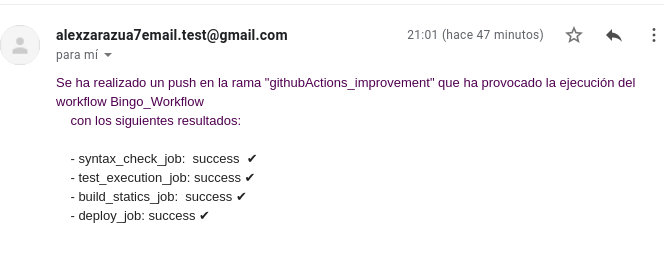 alexzarazua7email.test@gmail.com
21:01 (hace 47 minutos)
para mí
Se ha realizado un push en la rama "githubActions_improvement" que ha provocado la ejecución del
workflow Bingo_Workflow
con los siguientes resultados:
- syntax_check_job:  success  ✔
- test_execution_job: success ✔
- build_statics_job:  success ✔
- deploy_job: success ✔